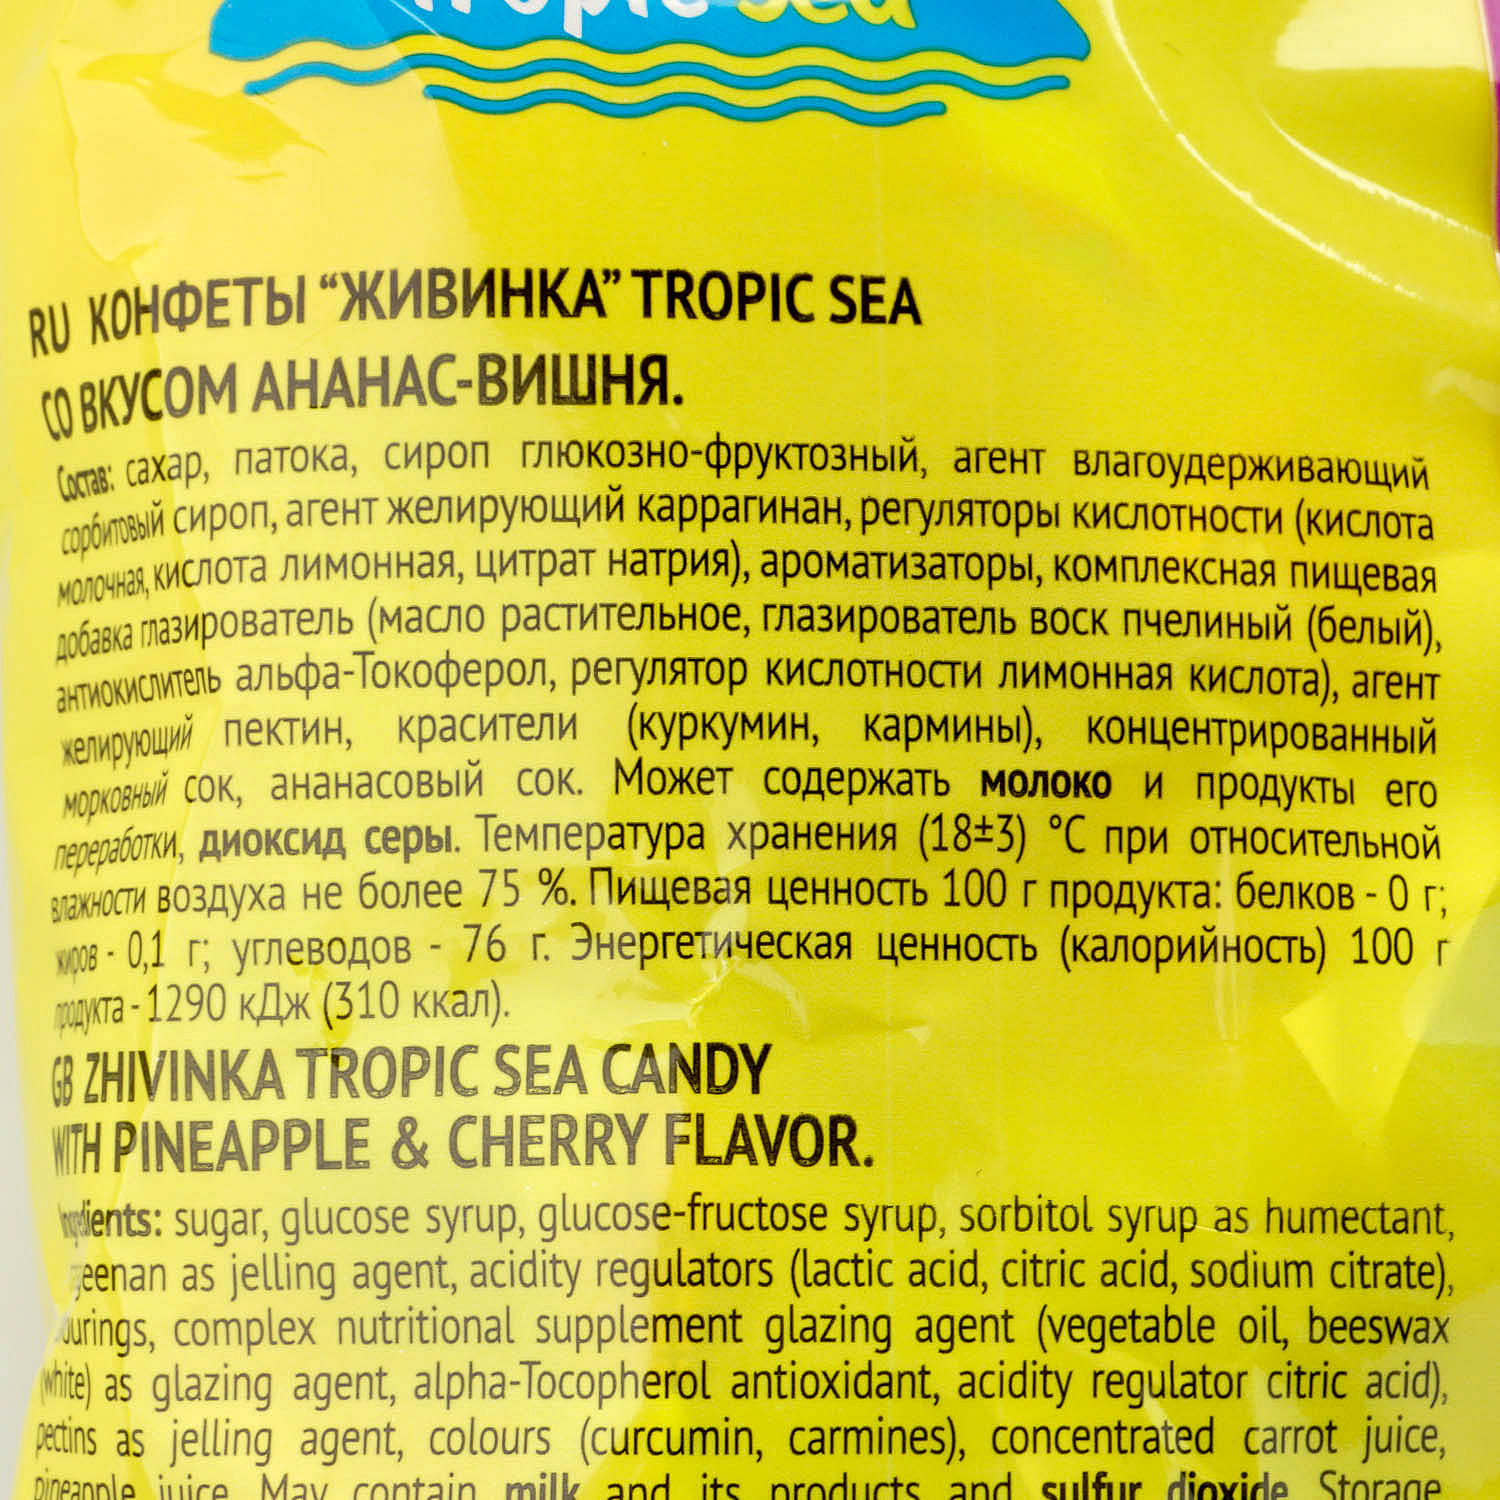 Tropic Sea
RU КОНФЕТЫ “ЖИВИНКА” TROPIC SEA
СО ВКУСОМ АНАНАС-ВИШНЯ.
Состав: сахар, патока, сироп глюкозно-фруктозный, агент влагоудерживающий
сорбитовый сироп, агент желирующий каррагинан, регуляторы кислотности (кислота
молочная, кислота лимонная, цитрат натрия), ароматизаторы, комплексная пищевая
добавка глазирователь (масло растительное, глазирователь воск пчелиный (белый),
антиокислитель альфа-Токоферол, регулятор кислотности лимонная кислота), агент
желирующий пектин, красители (куркумин, кармины), концентрированный
морковный сок, ананасовый сок. Может содержать молоко и продукты его
переработки, диоксид серы. Температура хранения (18±3) °С при относительной
влажности воздуха не более 75 %. Пищевая ценность 100 г продукта: белков - 0 г;
жиров - 0,1 г; углеводов - 76 г. Энергетическая ценность (калорийность) 100 г
продукта - 1290 кДж (310 ккал).
GB ZHIVINKA TROPIC SEA CANDY
WITH PINEAPPLE & CHERRY FLAVOR.
Ingredients: sugar, glucose syrup, glucose-fructose syrup, sorbitol syrup as humectant,
geenan as jelling agent, acidity regulators (lactic acid, citric acid, sodium citrate),
ourings, complex nutritional supplement glazing agent (vegetable oil, beeswax
(white) as glazing agent, alpha-Tocopherol antioxidant, acidity regulator citric acid),
pectins as jelling agent, colours (curcumin, carmines), concentrated carrot juice,
pineapple juice. May contain milk and its products and sulfur dioxide. Storage